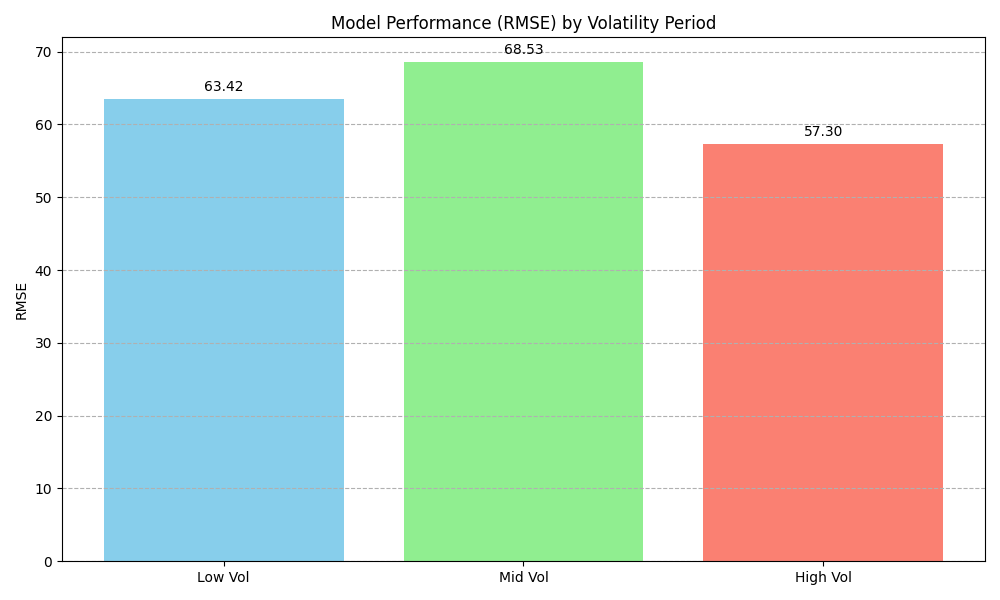 Model Performance (RMSE) by Volatility Period
70
60
50
40
30
20
10
0
RMSE
63.42
68.53
57.30
Low Vol
Mid Vol
High Vol